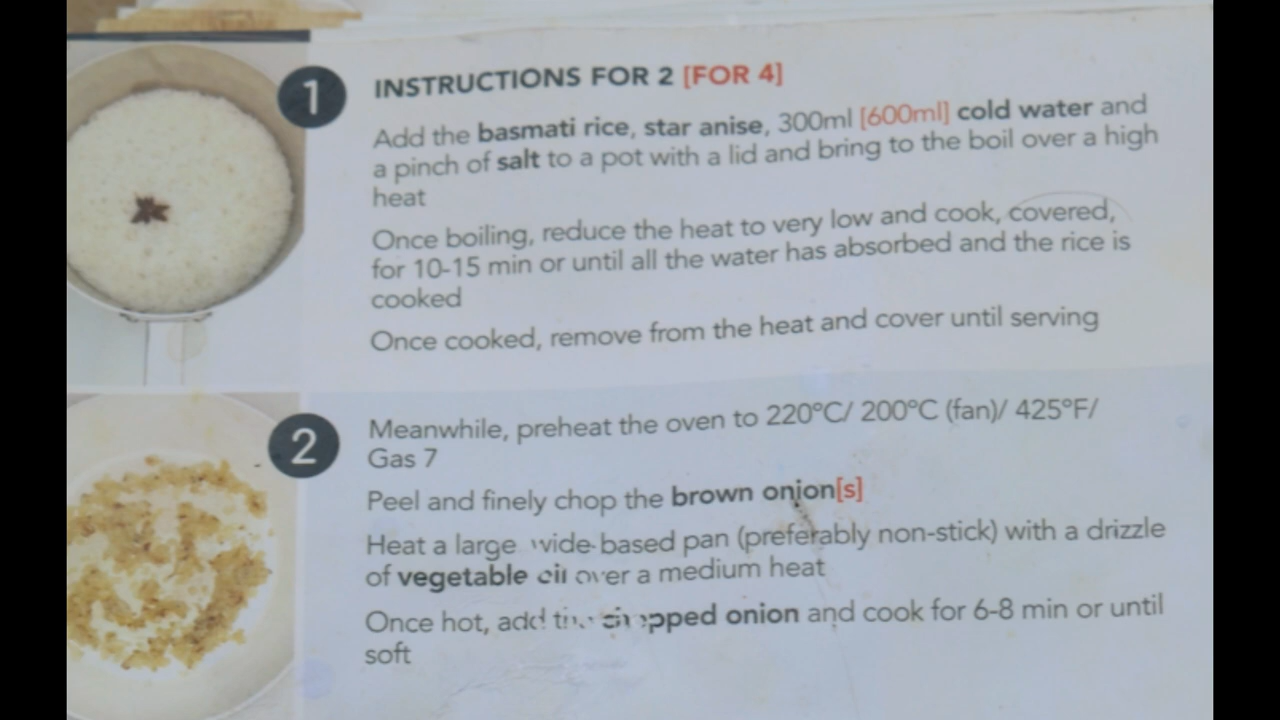 1
INSTRUCTIONS FOR 2 [FOR 4]
Add the basmati rice, star anise, 300ml [600ml] cold water and
a pinch of salt to a pot with a lid and bring to the boil over a high
heat
Once boiling, reduce the heat to very low and cook, covered,
for 10-15 min or until all the water has absorbed and the rice is
cooked
Once cooked, remove from the heat and cover until serving
2
Meanwhile, preheat the oven to 220°C/ 200°C (fan)/ 425°F/
Gas 7
Peel and finely chop the brown onion[s]
Heat a large wide-based pan (preferably non-stick) with a drizzle
of vegetable oil over a medium heat
Once hot, add the chopped onion and cook for 6-8 min or until
soft